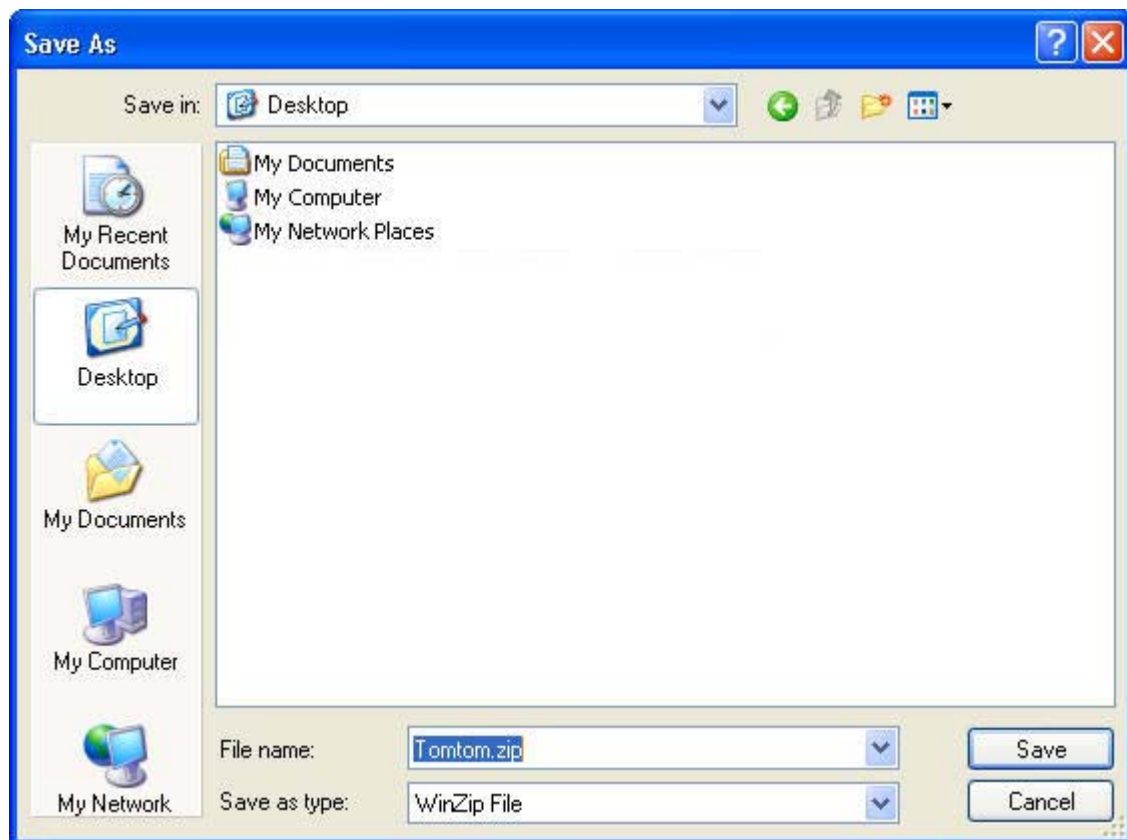 Save As
Save in:
Desktop
My Documents
My Computer
My Network Places
My Recent
Documents
Desktop
My Documents
My Computer
My Network
File name:
Tomtom.zip
Save
Save as type:
WinZip File
Cancel